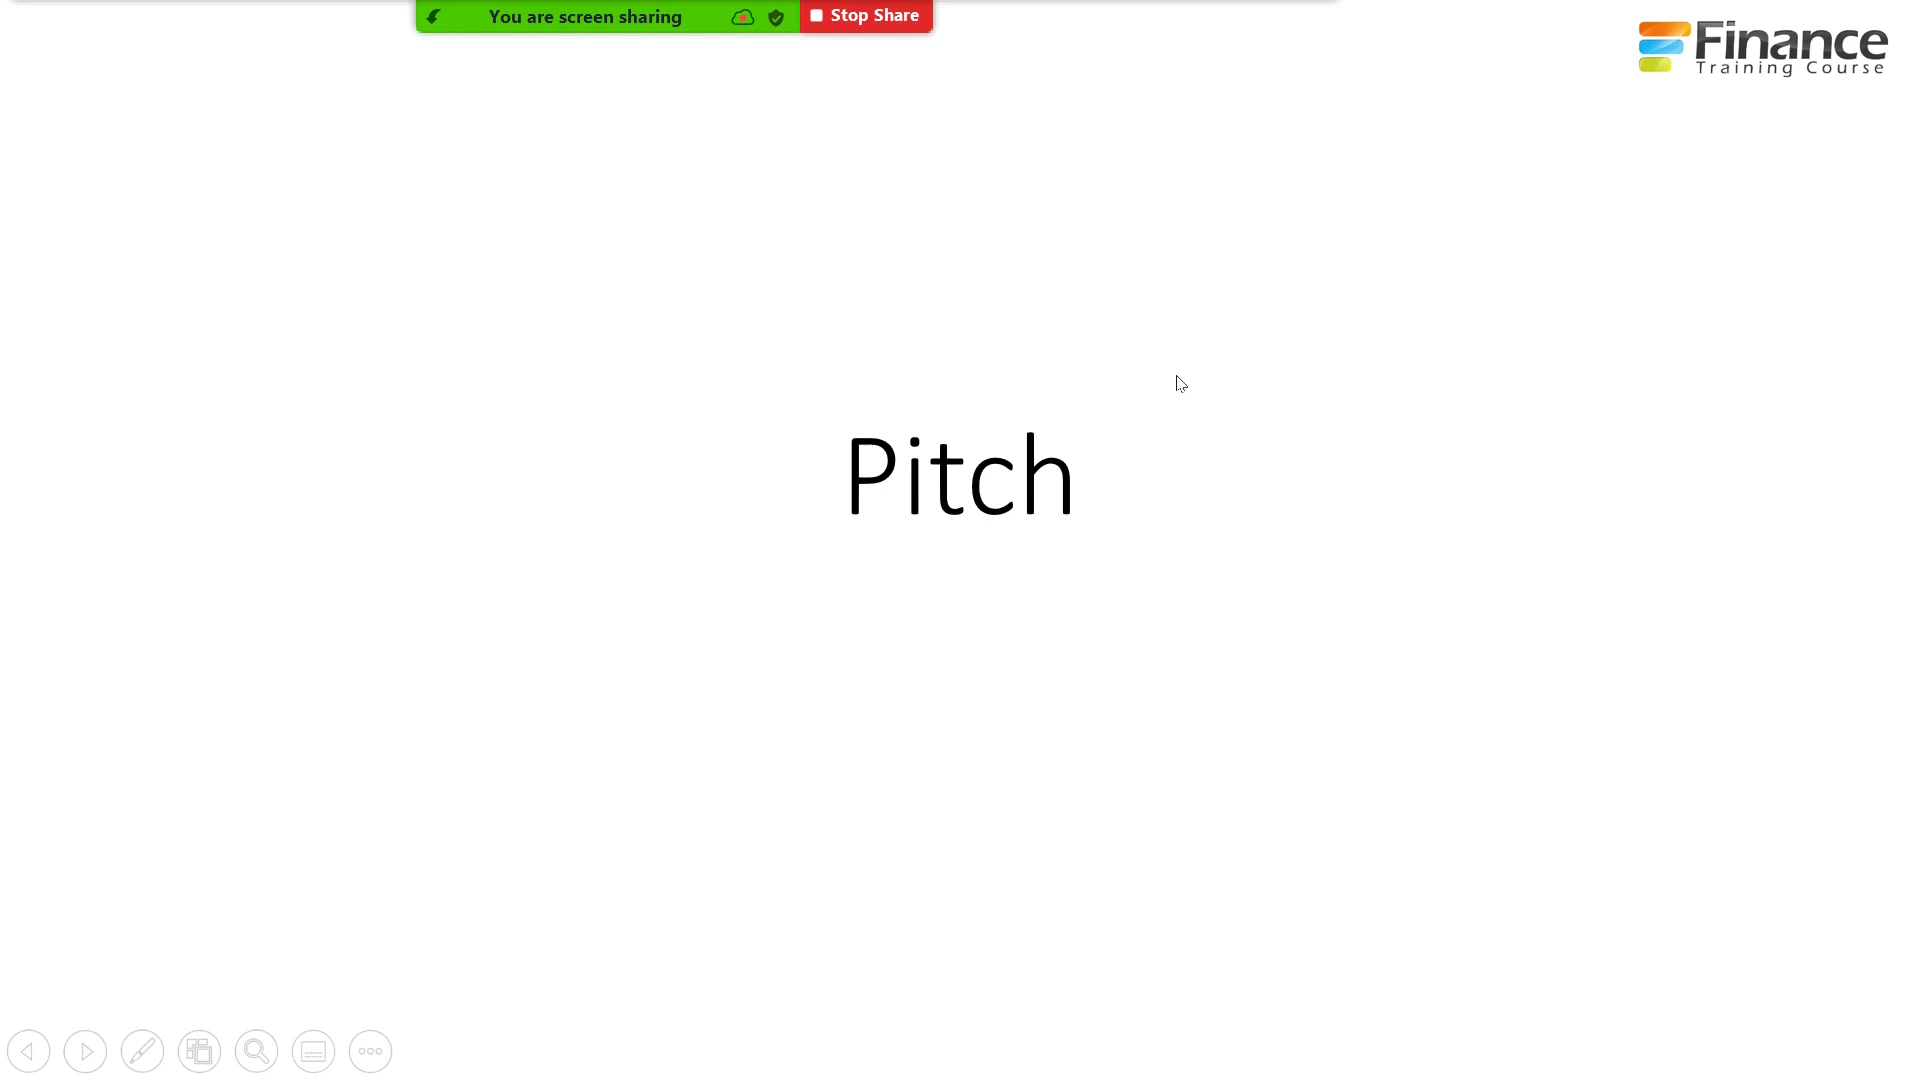 You are screen sharing
Stop Share
Finance
Training Course
Pitch